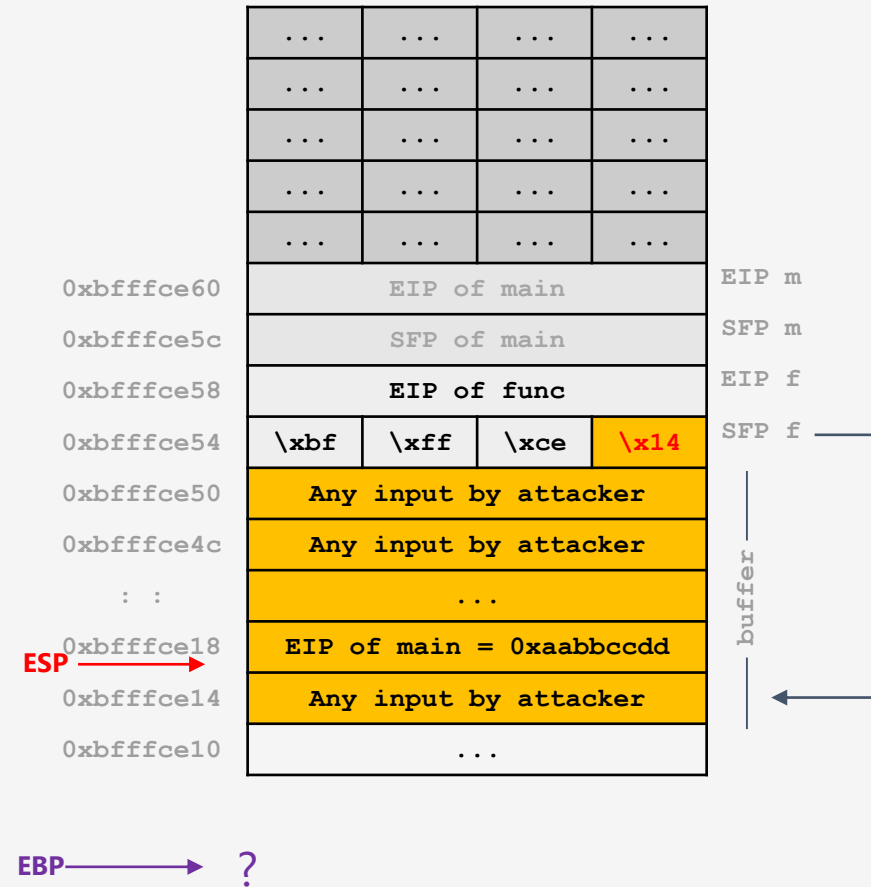 ... ... ... ...
... ... ... ...
... ... ... ...
... ... ... ...
... ... ... ...
0xbfffce60 EIP of main EIP m
0xbfffce5c SFP of main SFP m
0xbfffce58 EIP of func EIP f
0xbfffce54 \xbf \xff \xce \x14 SFP f
0xbfffce50 Any input by attacker
0xbfffce4c Any input by attacker
: : ...
buffer
0xbfffce18 EIP of main = 0xaabbccdd
ESP
0xbfffce14 Any input by attacker
0xbfffce10 ...
EBP ?